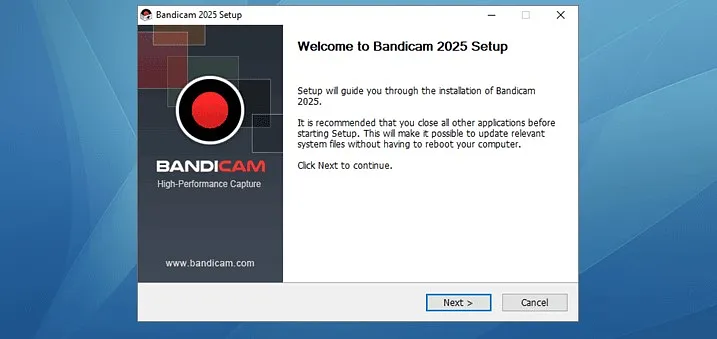 Bandicam 2025 Setup
Welcome to Bandicam 2025 Setup
Setup will guide you through the installation of Bandicam
2025.
It is recommended that you close all other applications before
starting Setup. This will make it possible to update relevant
system files without having to reboot your computer.
Click Next to continue.
BANDICAM
High-Performance Capture
www.bandicam.com
Next >
Cancel